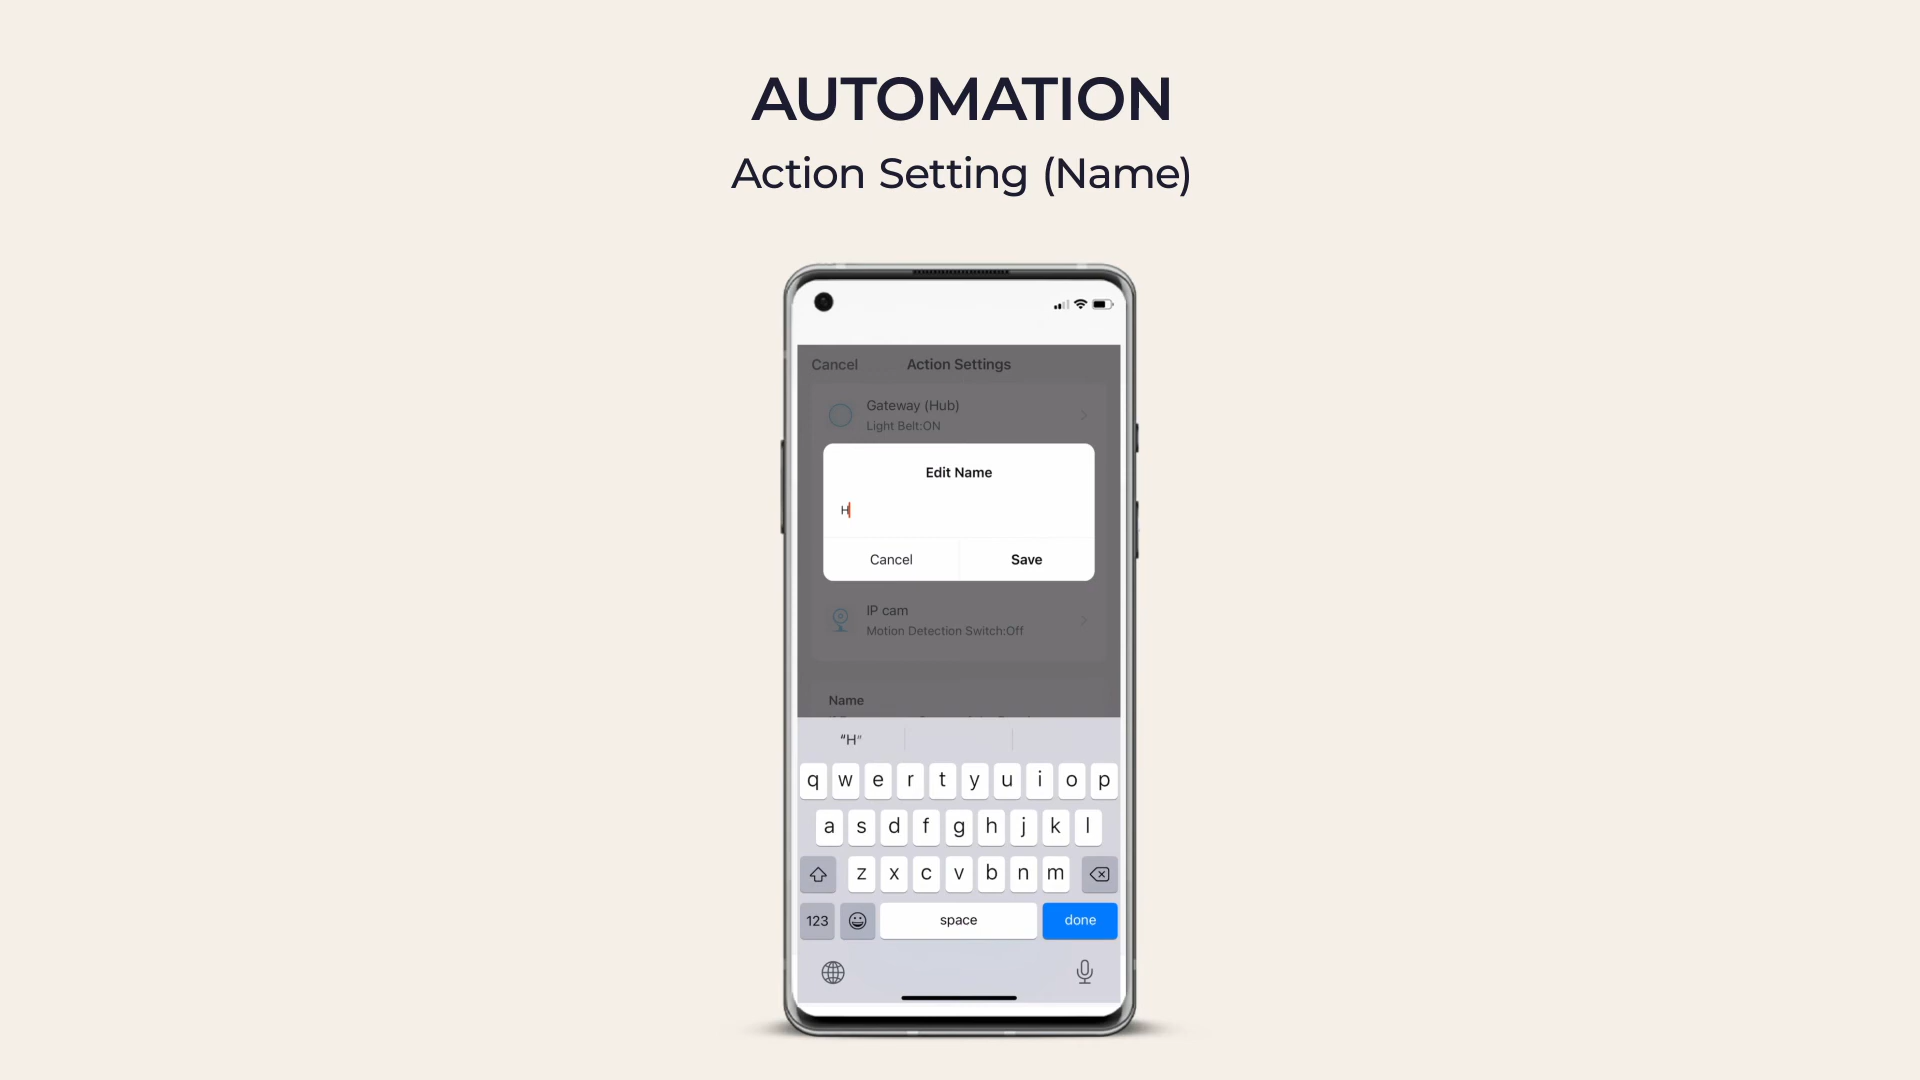 AUTOMATION
Action Setting (Name)
Cancel
Action Settings
Gateway (Hub)
Light Belt:ON
Edit Name
H
Cancel
Save
IP cam
Motion Detection Switch:Off
Name
“H”
q w e r t y u i o p
a s d f g h j k l
z x c v b n m
123
space
done